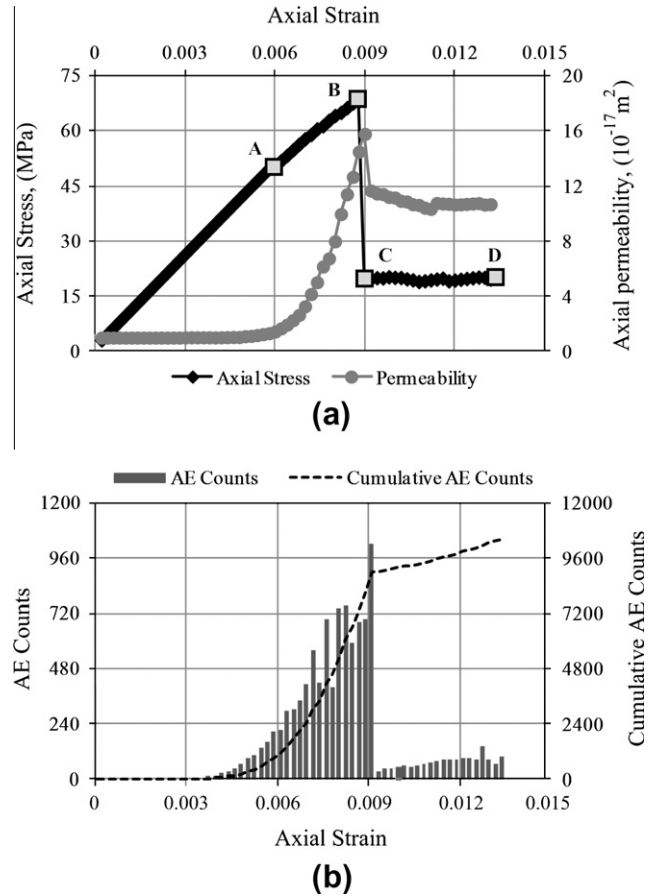 Axial Strain
0 0.003 0.006 0.009 0.012 0.015
75 20
60 16
45 12
30 8
15 4
0 0
Axial Stress, (MPa)
Axial permeability, (10⁻¹⁷m²)
A B C D
Axial Stress Permeability
(a)
AE Counts Cumulative AE Counts
1200 12000
960 9600
720 7200
480 4800
240 2400
0 0
AE Counts
Cumulative AE Counts
0 0.003 0.006 0.009 0.012 0.015
Axial Strain
(b)